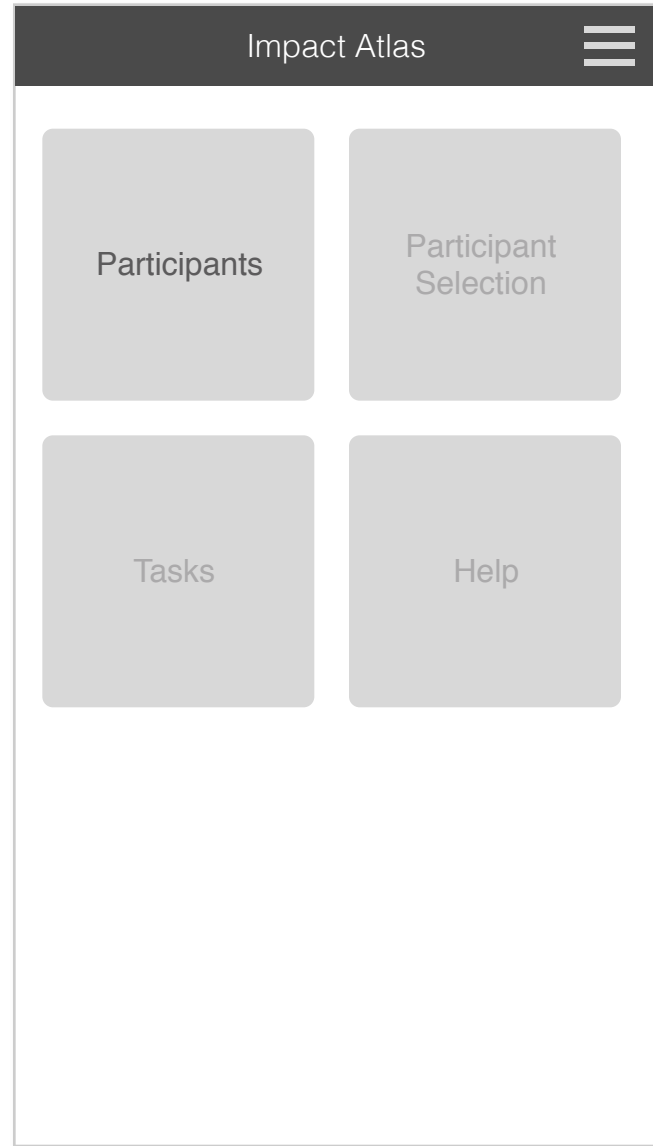 Impact Atlas
Participants
Participant
Selection
Tasks
Help